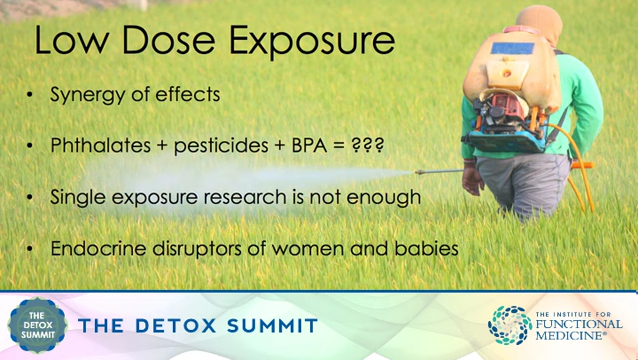 Low Dose Exposure
• Synergy of effects
• Phthalates + pesticides + BPA = ???
• Single exposure research is not enough
• Endocrine disruptors of women and babies
THE
DETOX
SUMMIT
THE DETOX SUMMIT
THE INSTITUTE FOR
FUNCTIONAL
MEDICINE®